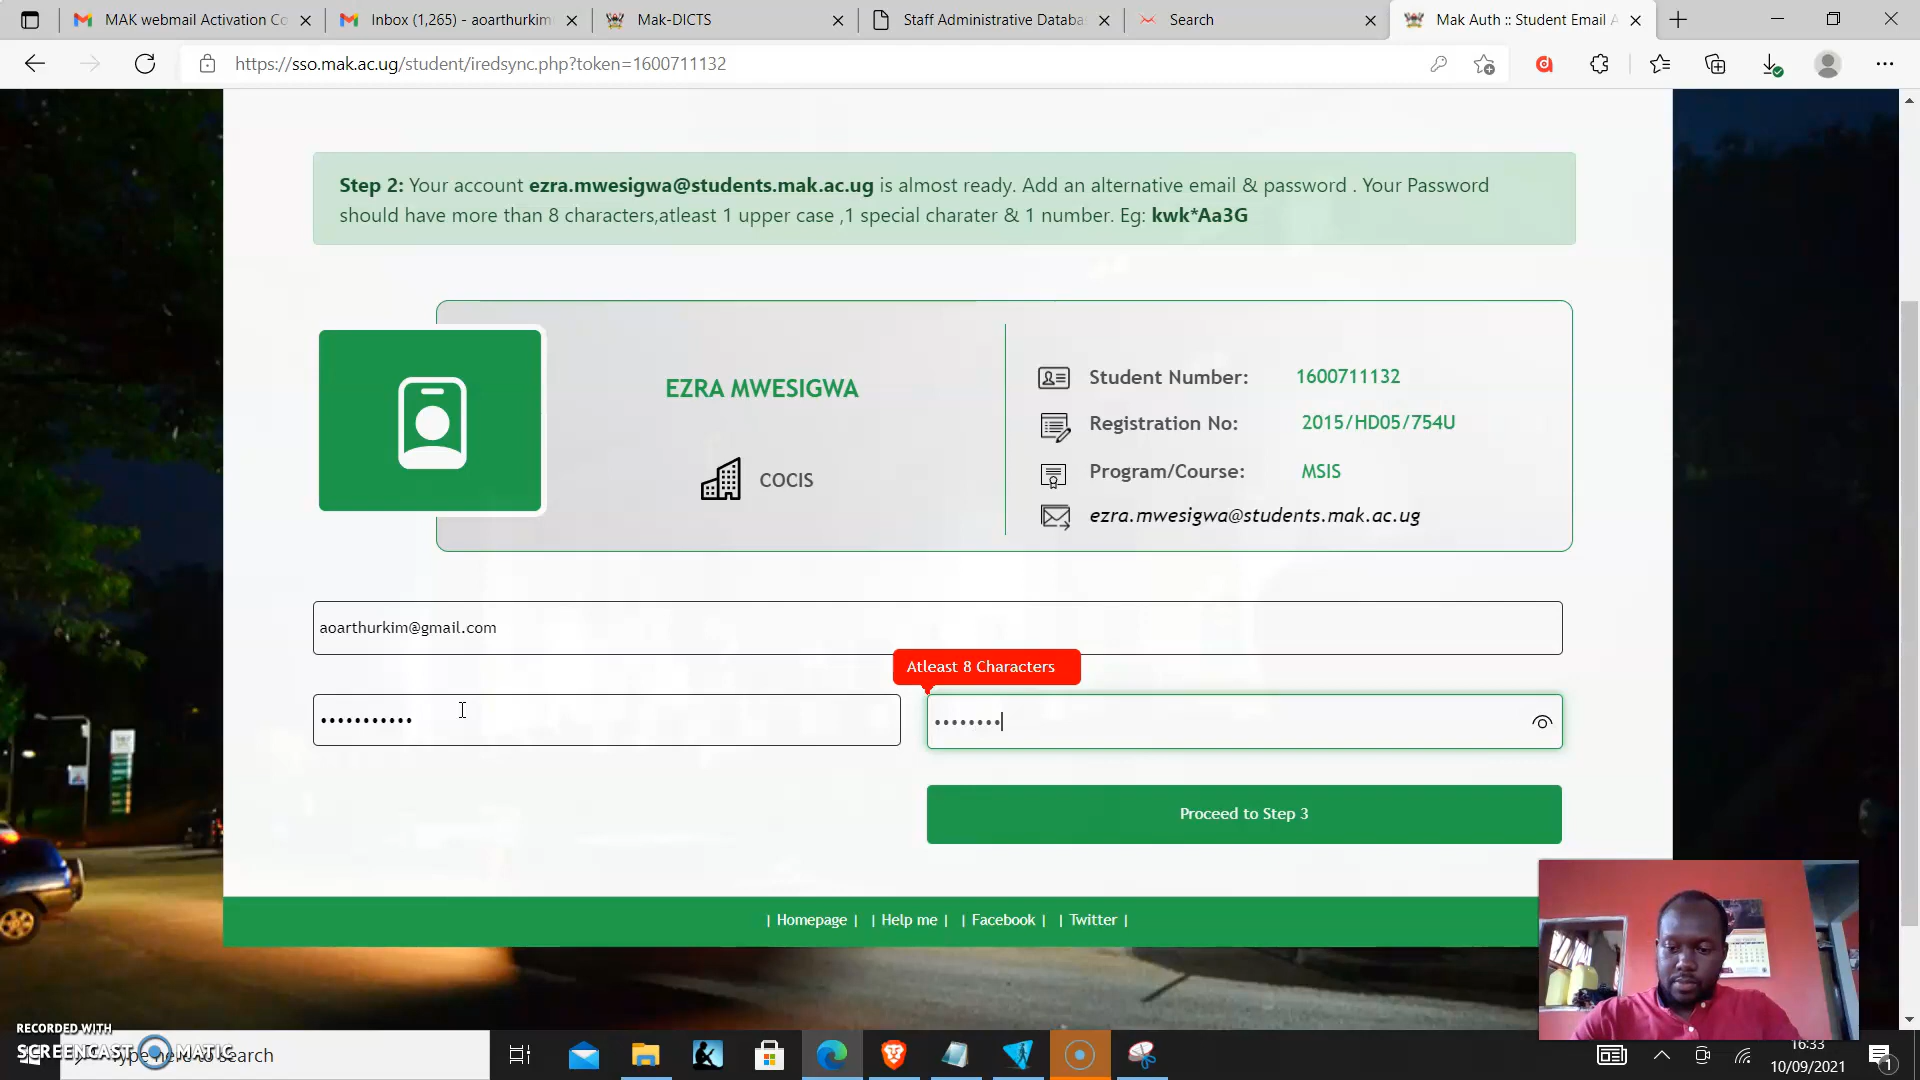 MAK webmail Activation Co
Inbox (1,265) - aoarthurkim
Mak-DICTS
Staff Administrative Databa
Search
Mak Auth :: Student Email A
https://sso.mak.ac.ug/student/iredsync.php?token=1600711132
Step 2: Your account ezra.mwesigwa@students.mak.ac.ug is almost ready. Add an alternative email & password . Your Password
should have more than 8 characters,atleast 1 upper case ,1 special charater & 1 number. Eg: kwk*Aa3G
EZRA MWESIGWA
COCIS
Student Number: 1600711132
Registration No: 2015/HD05/754U
Program/Course: MSIS
ezra.mwesigwa@students.mak.ac.ug
aoarthurkim@gmail.com
Atleast 8 Characters
Proceed to Step 3
| Homepage | | Help me | | Facebook | | Twitter |
RECORDED WITH
SCREENCAST MATIC
Type here to search
16:33
10/09/2021
1